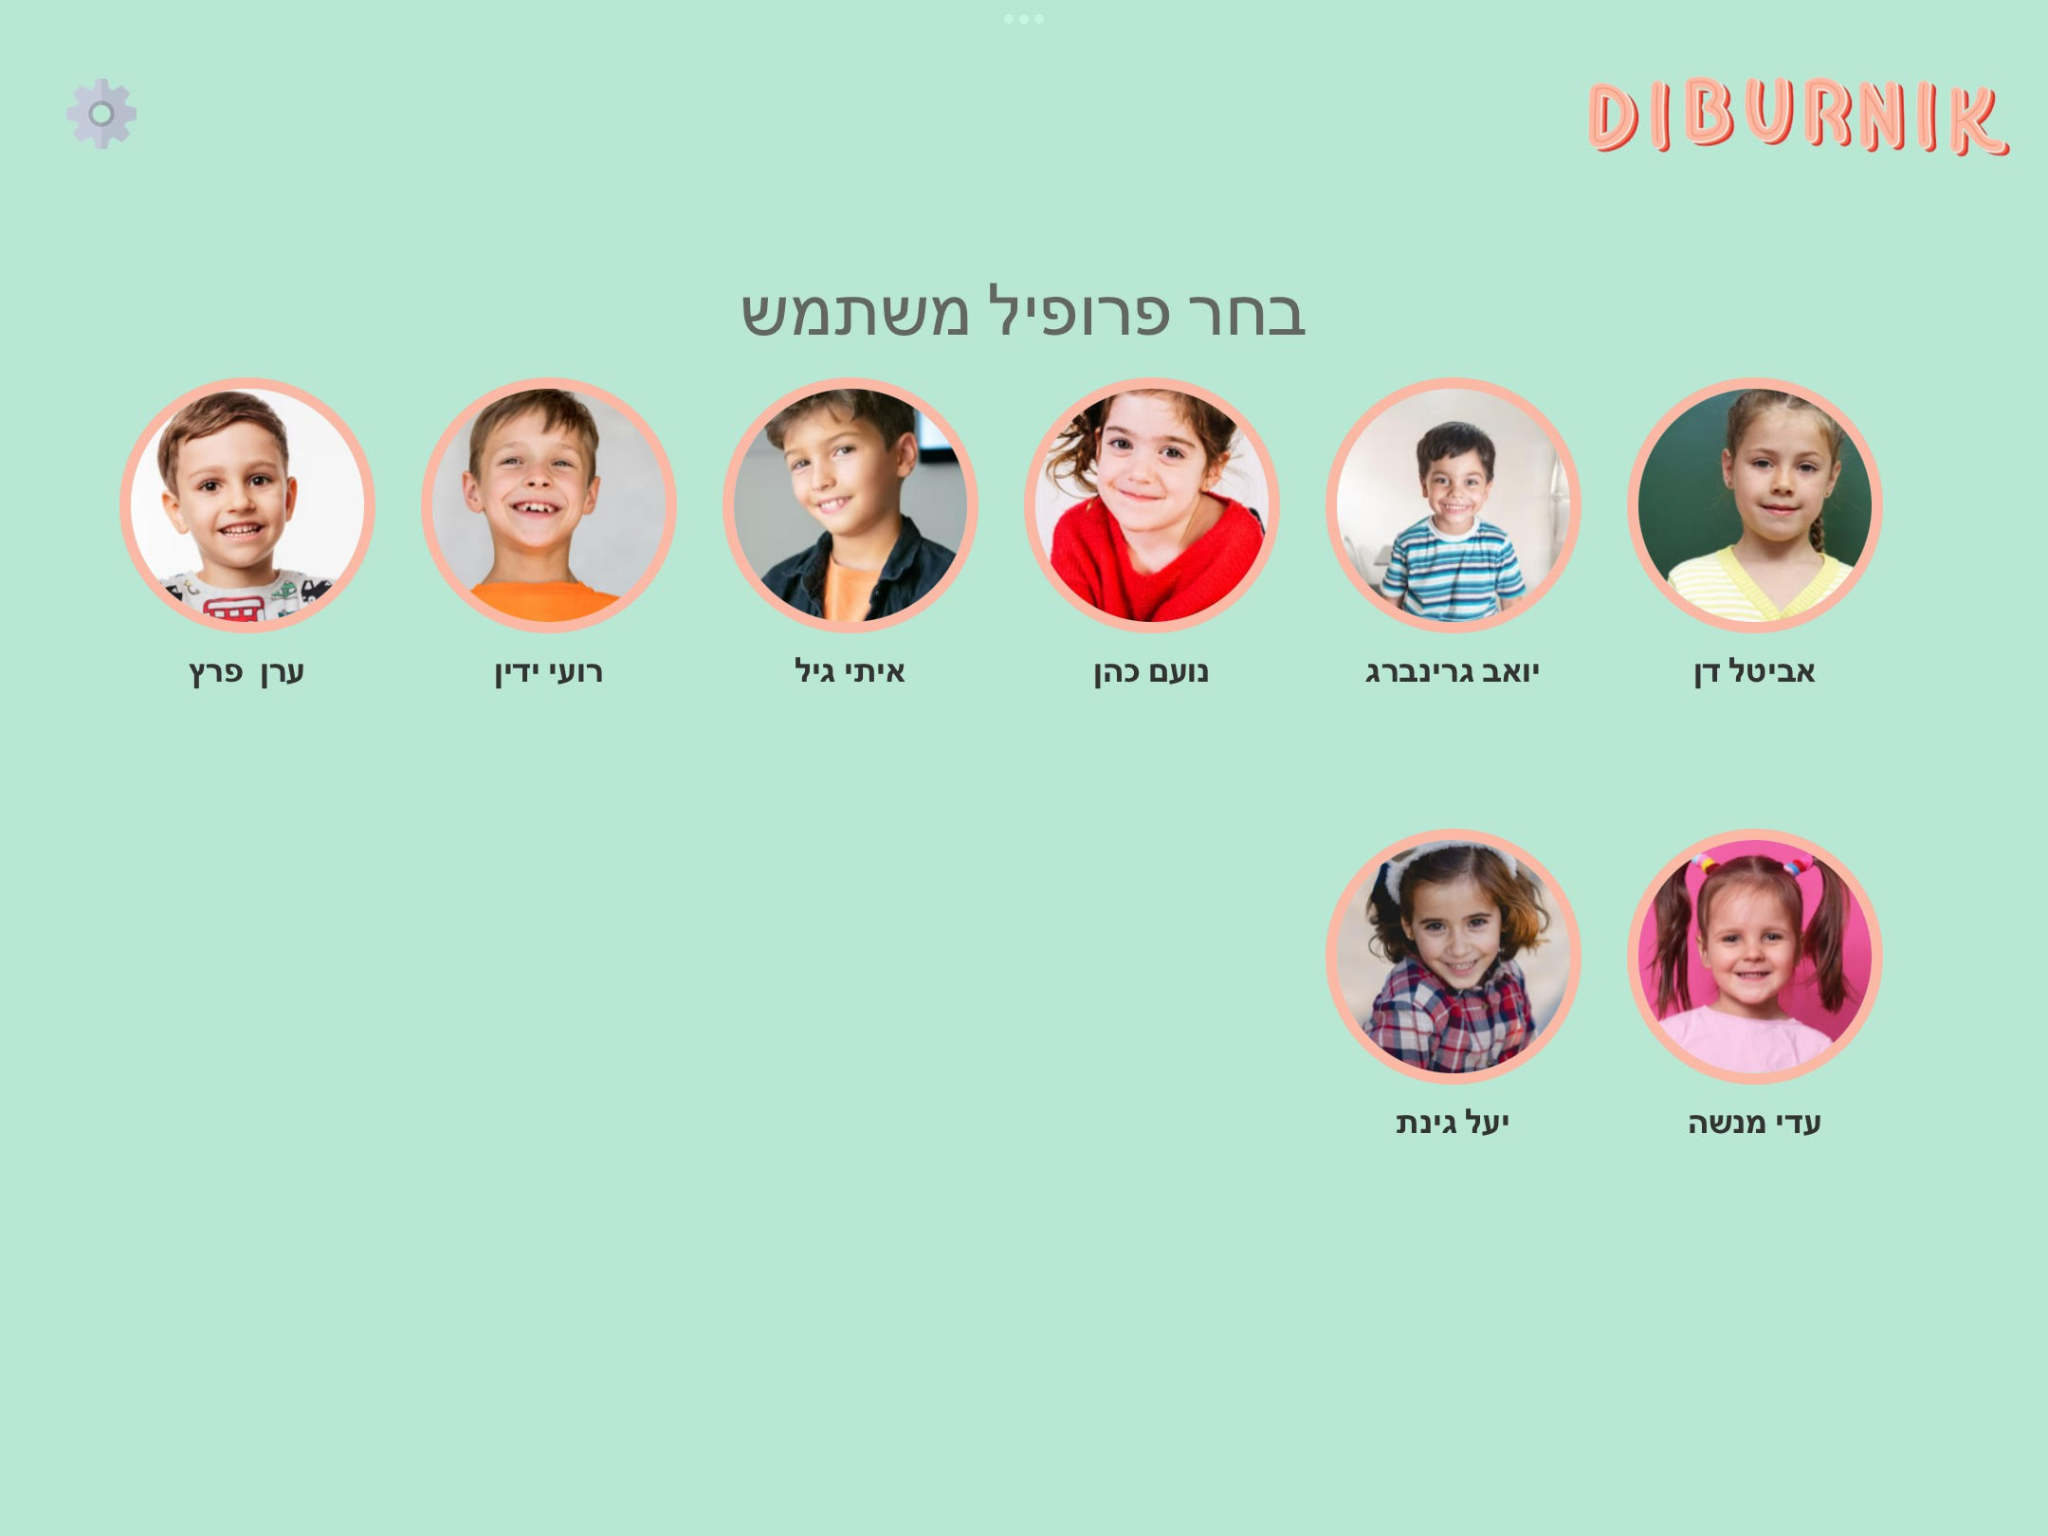 DIBURNIK
בחר פרופיל משתמש
אביטל דן
יואב גרינברג
נועם כהן
איתי גיל
רועי ידין
ערן פרץ
עדי מנשה
יעל גינת